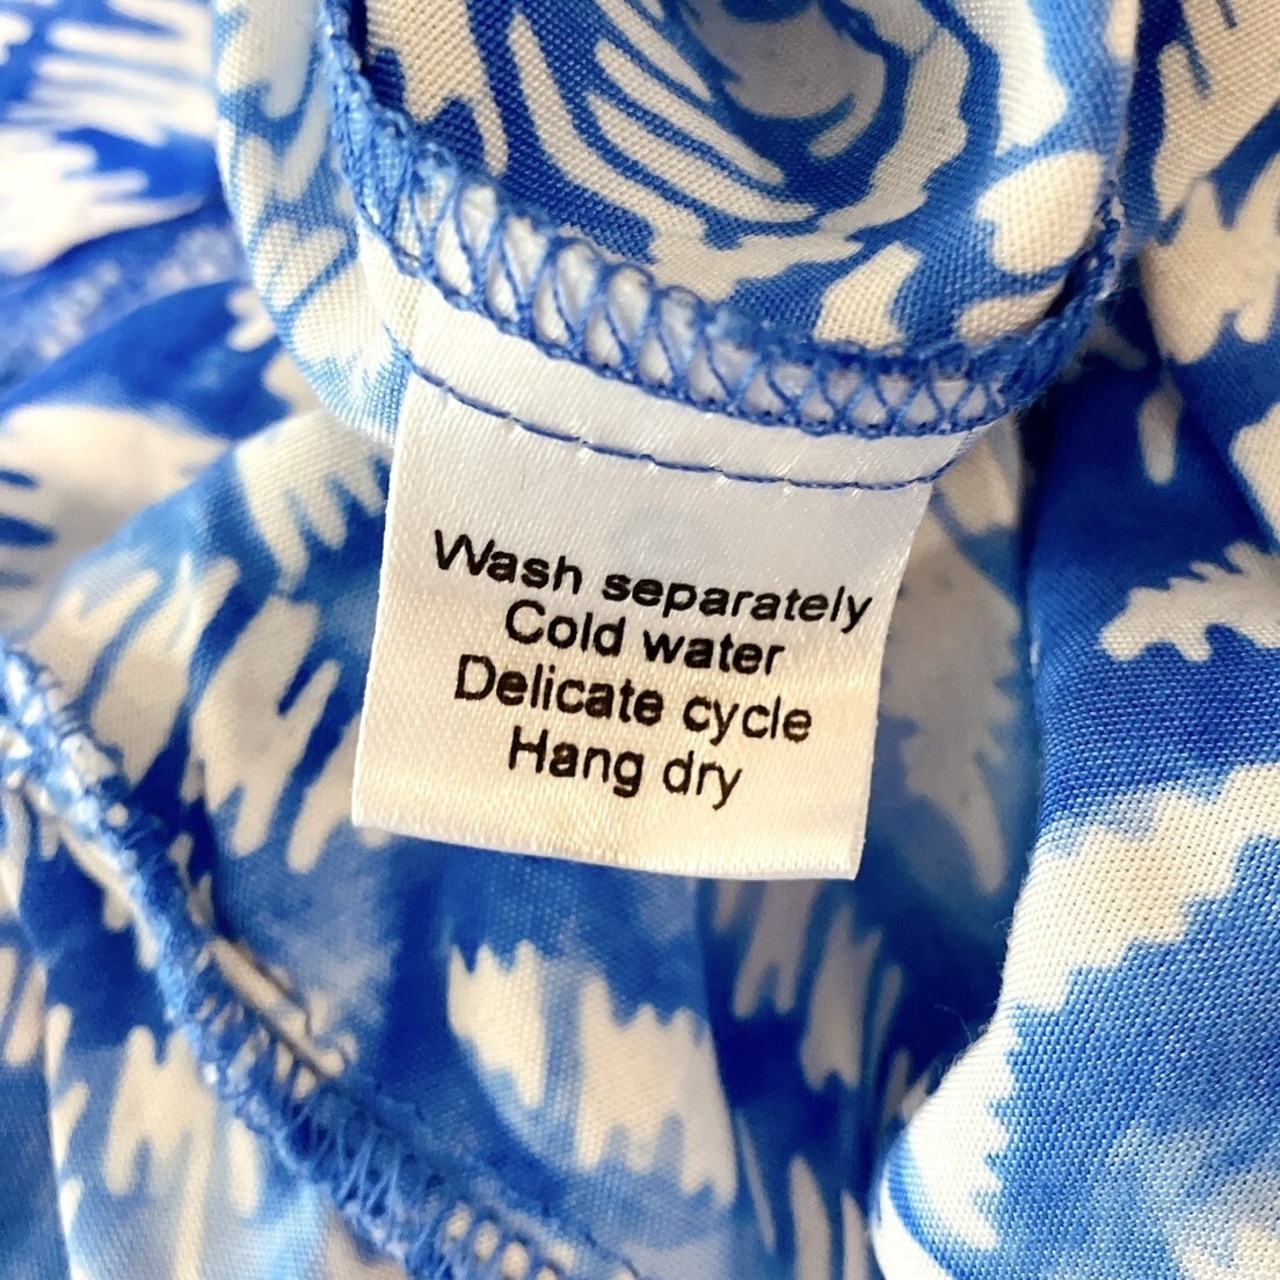 Wash separately
Cold water
Delicate cycle
Hang dry